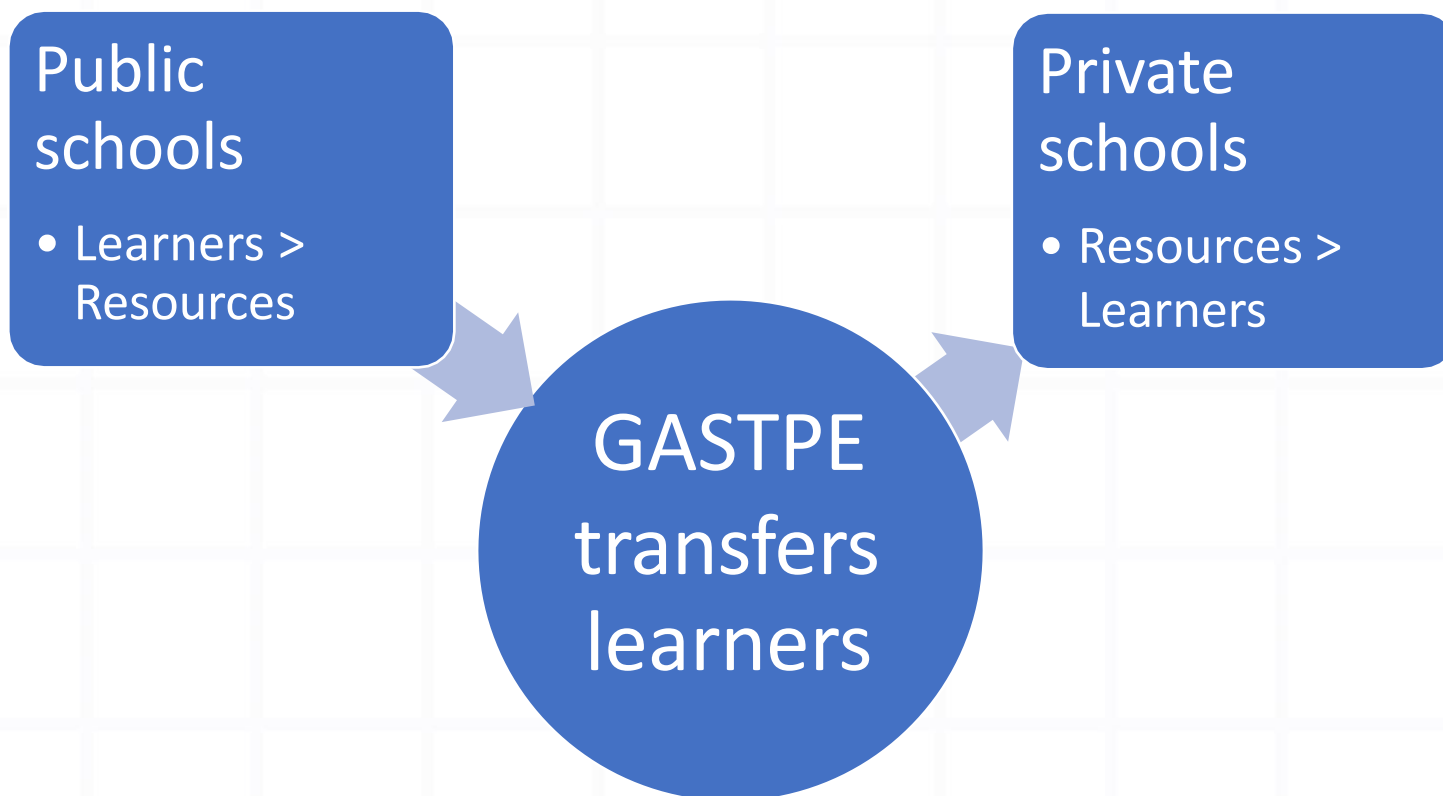 Public
schools
• Learners >
Resources
Private
schools
• Resources >
Learners
GASTPE
transfers
learners